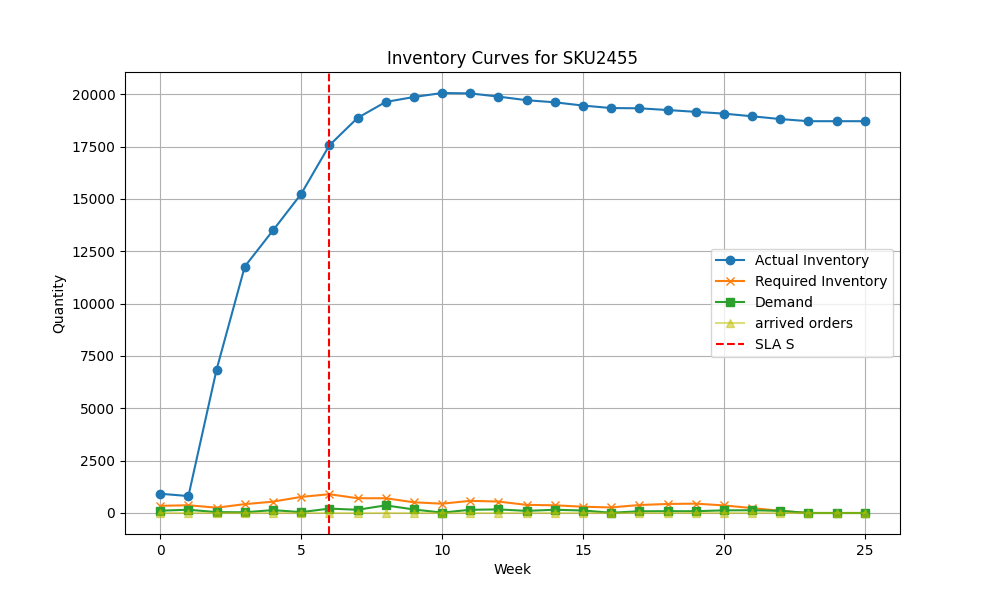 Inventory Curves for SKU2455
Quantity
20000
17500
15000
12500
10000
7500
5000
2500
0
Actual Inventory
Required Inventory
Demand
arrived orders
SLA S
0 5 10 15 20 25
Week